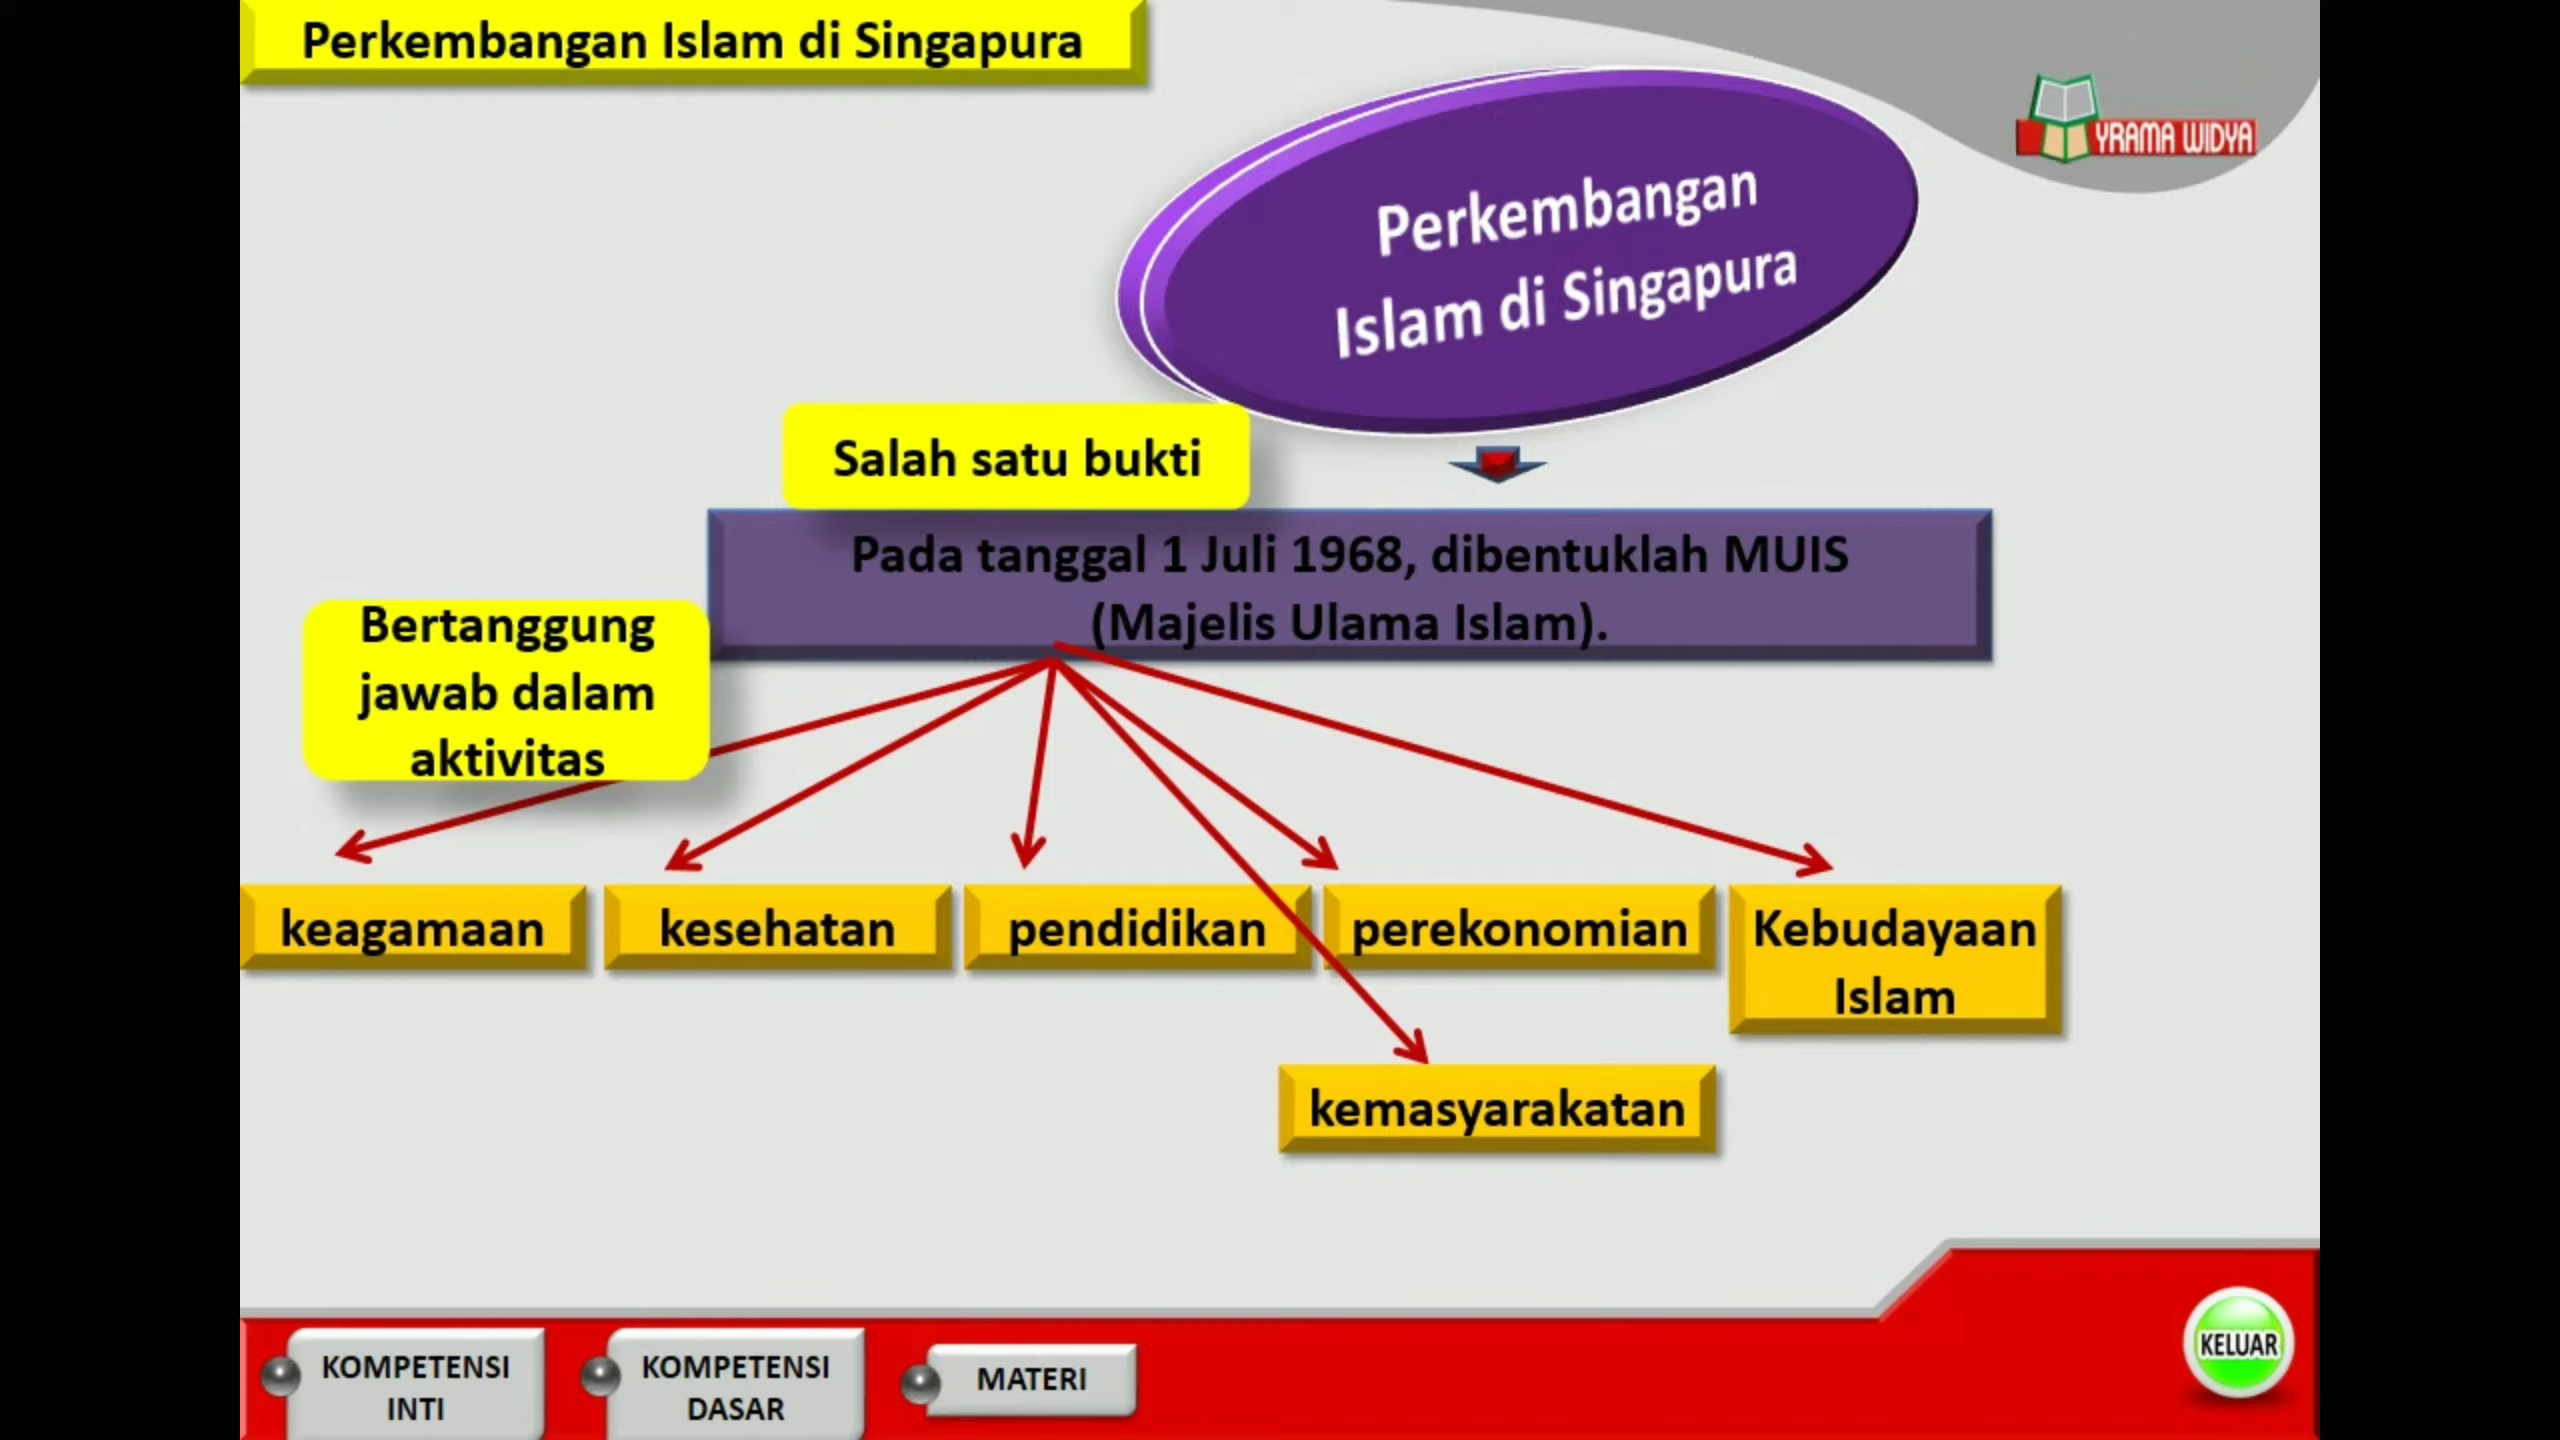 Perkembangan Islam di Singapura
YRAMA WIDYA
Perkembangan
Islam di Singapura
Salah satu bukti
Pada tanggal 1 Juli 1968, dibentuklah MUIS
(Majelis Ulama Islam).
Bertanggung
jawab dalam
aktivitas
keagamaan
kesehatan
pendidikan
perekonomian
Kebudayaan
Islam
kemasyarakatan
KOMPETENSI
INTI
KOMPETENSI
DASAR
MATERI
KELUAR